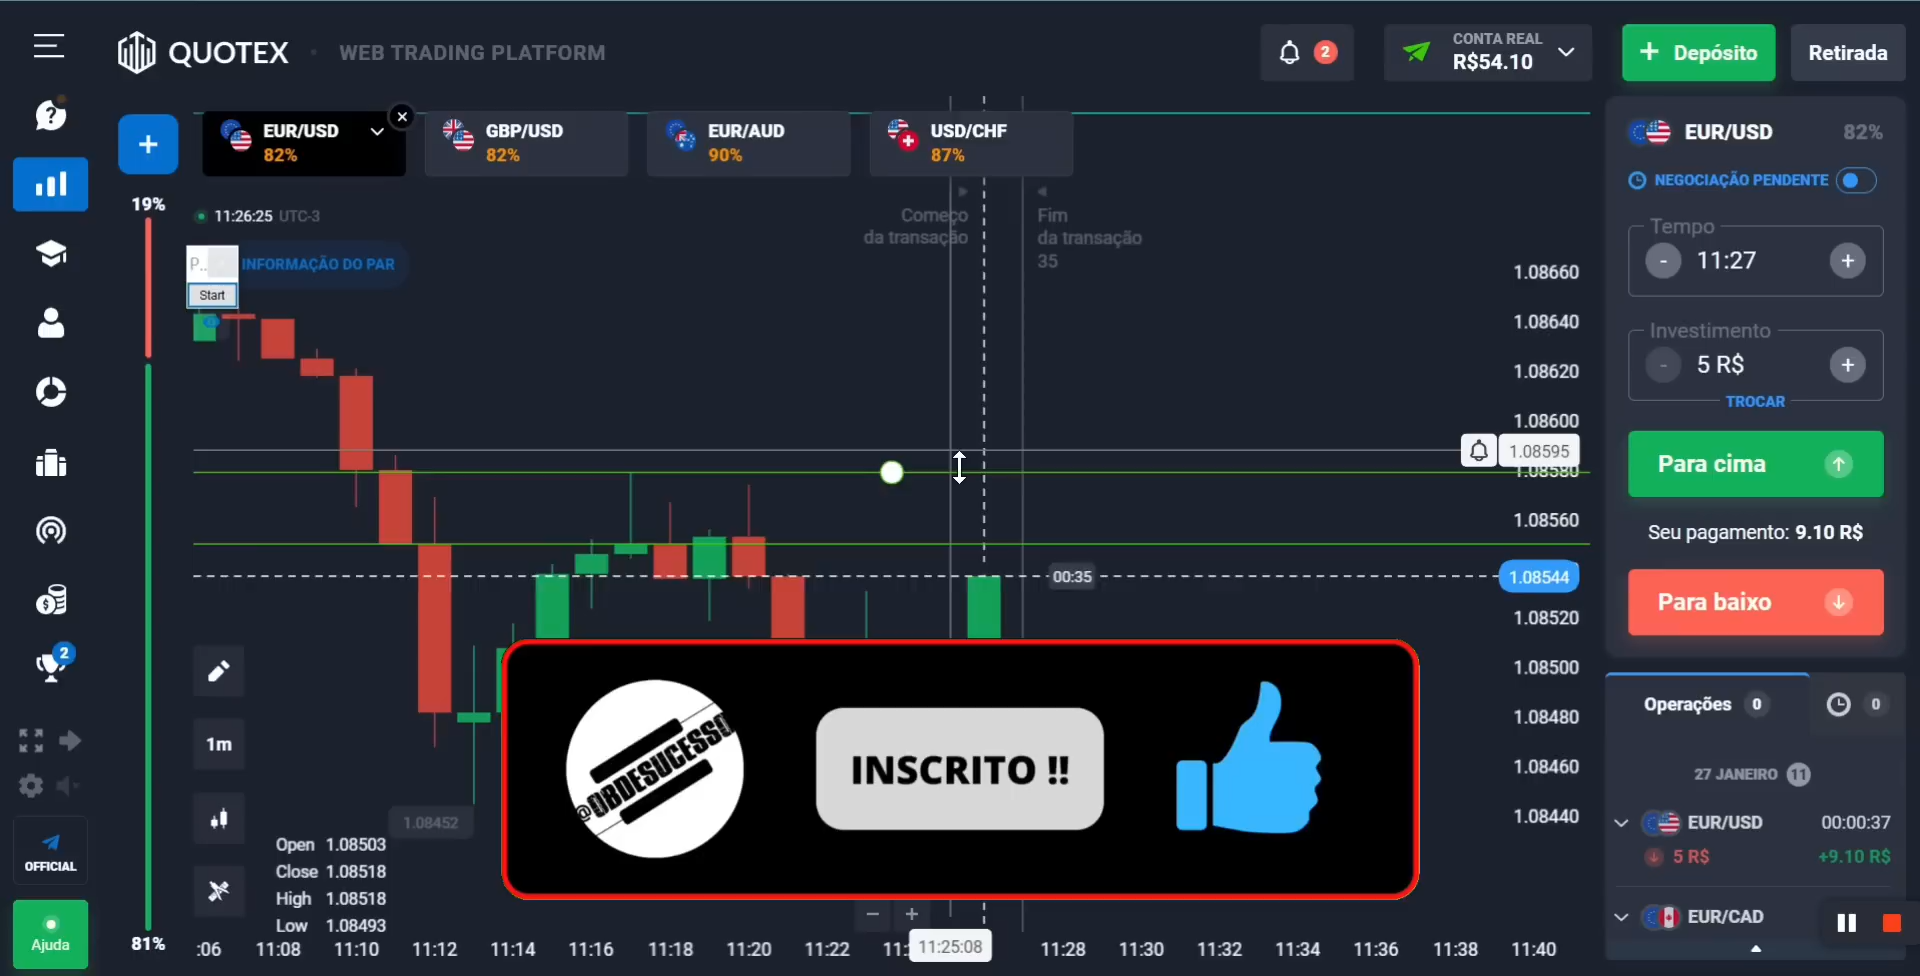 QUOTEX
WEB TRADING PLATFORM
2
CONTA REAL
R$54.10
+ Depósito
Retirada
EUR/USD
82%
GBP/USD
82%
EUR/AUD
90%
USD/CHF
87%
EUR/USD
82%
NEGOCIAÇÃO PENDENTE
19%
11:26:25 UTC-3
Começo
da transação
Fim
da transação
35
Tempo
- 11:27 +
P..
INFORMAÇÃO DO PAR
Start
1.08660
1.08640
1.08620
1.08600
1.08595
1.08580
1.08560
1.08544
1.08520
1.08500
1.08480
1.08460
1.08440
Investimento
- 5 R$ +
TROCAR
Para cima
Seu pagamento: 9.10 R$
Para baixo
00:35
2
1m
1.08452
@OBDESUCESSO
INSCRITO !!
Operações 0
0
27 JANEIRO 11
EUR/USD 00:00:37
5 R$ +9.10 R$
EUR/CAD
OFFICIAL
Ajuda
Open 1.08503
Close 1.08518
High 1.08518
Low 1.08493
81%
:06 11:08 11:10 11:12 11:14 11:16 11:18 11:20 11:22 11: 11:25:08 11:28 11:30 11:32 11:34 11:36 11:38 11:40